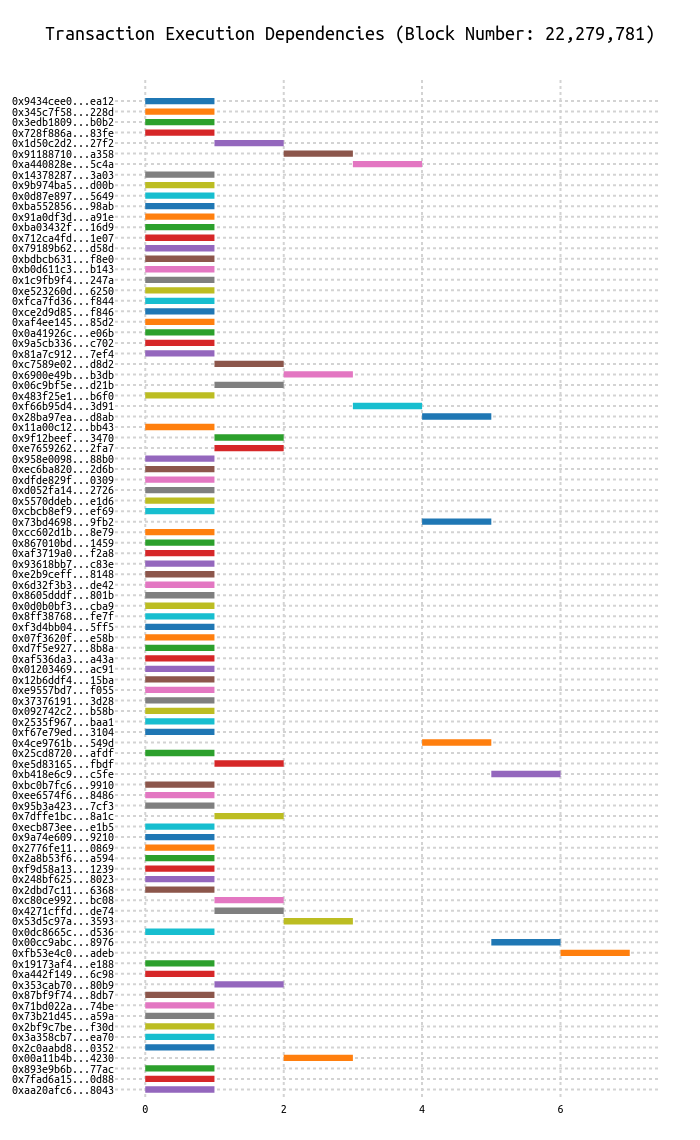 Transaction Execution Dependencies (Block Number: 22,279,781)
0x9434cee0...ea12
0x345c7f58...228d
0x3edb1809...b0b2
0x728f886a...83fe
0x1d50c2d2...27f2
0x91188710...a358
0xa440828e...5c4a
0x14378287...3a03
0x9b974ba5...d00b
0x0d87e897...5649
0xba552856...98ab
0x91a0df3d...a91e
0xba03432f...16d9
0x712ca4fd...1e07
0x79189b62...d58d
0xbdbcb631...f8e0
0xb0d611c3...b143
0x1c9fb9f4...247a
0xe523260d...6250
0xfca7fd36...f844
0xce2d9d85...f846
0xaf4ee145...85d2
0x0a41926c...e06b
0x9a5cb336...c702
0x81a7c912...7ef4
0xc7589e02...d8d2
0x6900e49b...b3db
0x06c9bf5e...d21b
0x483f25e1...b6f0
0xf66b95d4...3d91
0x28ba97ea...d8ab
0x11a00c12...bb43
0x9f12beef...3470
0xe7659262...2fa7
0x958e0098...88b0
0xec6ba820...2d6b
0xdfde829f...0309
0xd052fa14...2726
0x5570ddeb...e1d6
0xcbcb8ef9...ef69
0x73bd4698...9fb2
0xcc602d1b...8e79
0x867010bd...1459
0xaf3719a0...f2a8
0x93618bb7...c83e
0xe2b9ceff...8148
0x6d32f3b3...de42
0x8605dddf...801b
0x0d0b0bf3...cba9
0x8ff38768...fe7f
0xf3d4bb04...5ff5
0x07f3620f...e58b
0xd7f5e927...8b8a
0xaf536da3...a43a
0x01203469...ac91
0x12b6ddf4...15ba
0xe9557bd7...f055
0x37376191...3d28
0x092742c2...b58b
0x2535f967...baa1
0xf67e79ed...3104
0x4ce9761b...549d
0x25cd8720...afdf
0xe5d83165...fbdf
0xb418e6c9...c5fe
0xbc0b7fc6...9910
0xee6574f6...8486
0x95b3a423...7cf3
0x7dffe1bc...8a1c
0xecb873ee...e1b5
0x9a74e609...9210
0x2776fe11...0869
0x2a8b53f6...a594
0xf9d58a13...1239
0x248bf625...8023
0x2dbd7c11...6368
0xc80ce992...bc08
0x4271cffd...de74
0x53d5c97a...3593
0x0dc8665c...d536
0x00cc9abc...8976
0xfb53e4c0...adeb
0x19173af4...e188
0xa442f149...6c98
0x353cab70...80b9
0x87bf9f74...8db7
0x71bd022a...74be
0x73b21d45...a59a
0x2bf9c7be...f30d
0x3a358cb7...ea70
0x2c0aabd8...0352
0x00a11b4b...4230
0x893e9b6b...77ac
0x7fad6a15...0d88
0xaa20afc6...8043
0 2 4 6